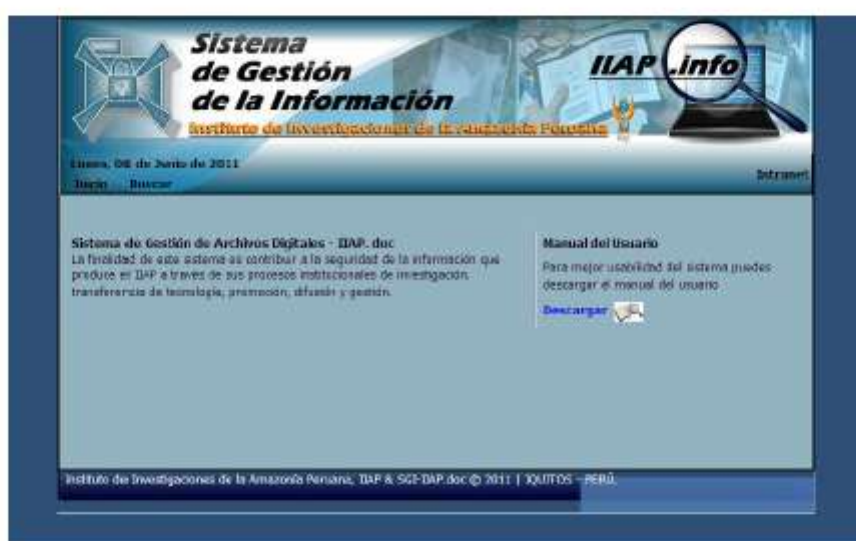 Sistema
de Gestión
de la Información
IIAP .info
Instituto de Investigaciones de la Amazonía Peruana
Lunes, 06 de Junio de 2011
Inicio Buscar
Intranet
Sistema de Gestión de Archivos Digitales - IIAP. doc
La finalidad de este sistema es contribuir a la seguridad de la información que
produce el IIAP a través de sus procesos institucionales de investigación,
transferencia de tecnología, promoción, difusión y gestión.
Manual del Usuario
Para mejor usabilidad del sistema puedes
descargar el manual del usuario
Descargar
Instituto de Investigaciones de la Amazonía Peruana, IIAP & SGI-IIAP.doc © 2011 | IQUITOS - PERÚ.